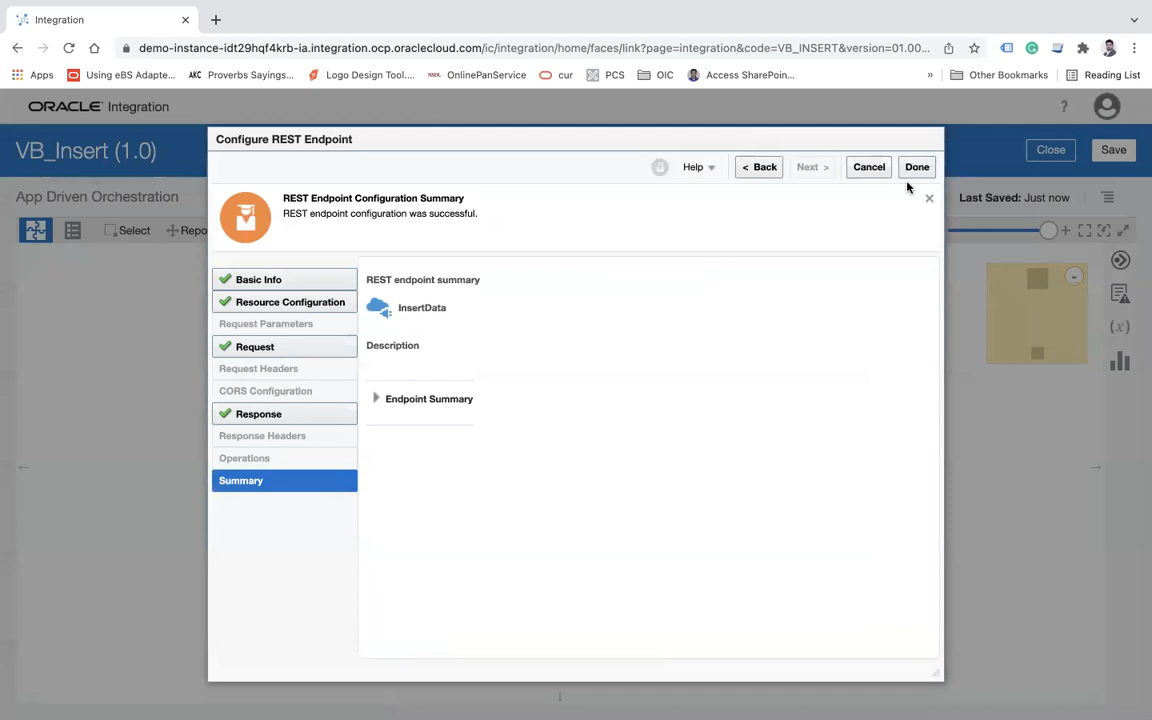 Integration
demo-instance-idt29hqf4krb-ia.integration.ocp.oraclecloud.com/ic/integration/home/faces/link?page=integration&code=VB_INSERT&version=01.00...
Apps
Using eBS Adapte...
AKC Proverbs Sayings...
Logo Design Tool....
OnlinePanService
cur
PCS
OIC
Access SharePoin...
»
Other Bookmarks
Reading List
ORACLE Integration
?
VB_Insert (1.0)
Close
Save
App Driven Orchestration
Last Saved: Just now
Select
Repo
Configure REST Endpoint
Help
< Back
Next >
Cancel
Done
REST Endpoint Configuration Summary
REST endpoint configuration was successful.
Basic Info
Resource Configuration
Request Parameters
Request
Request Headers
CORS Configuration
Response
Response Headers
Operations
Summary
REST endpoint summary
InsertData
Description
Endpoint Summary
(x)